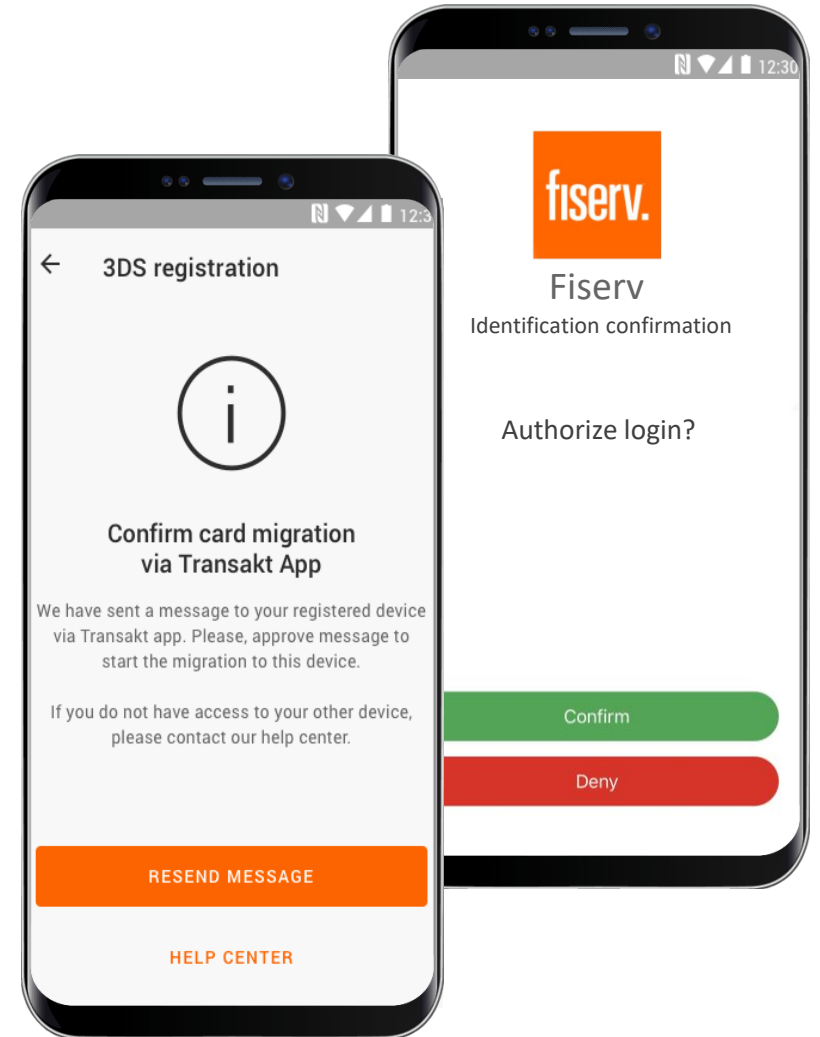 12:3
3DS registration
i
Confirm card migration
via Transakt App
We have sent a message to your registered device
via Transakt app. Please, approve message to
start the migration to this device.
If you do not have access to your other device,
please contact our help center.
RESEND MESSAGE
HELP CENTER
12:30
fiserv.
Fiserv
Identification confirmation
Authorize login?
Confirm
Deny